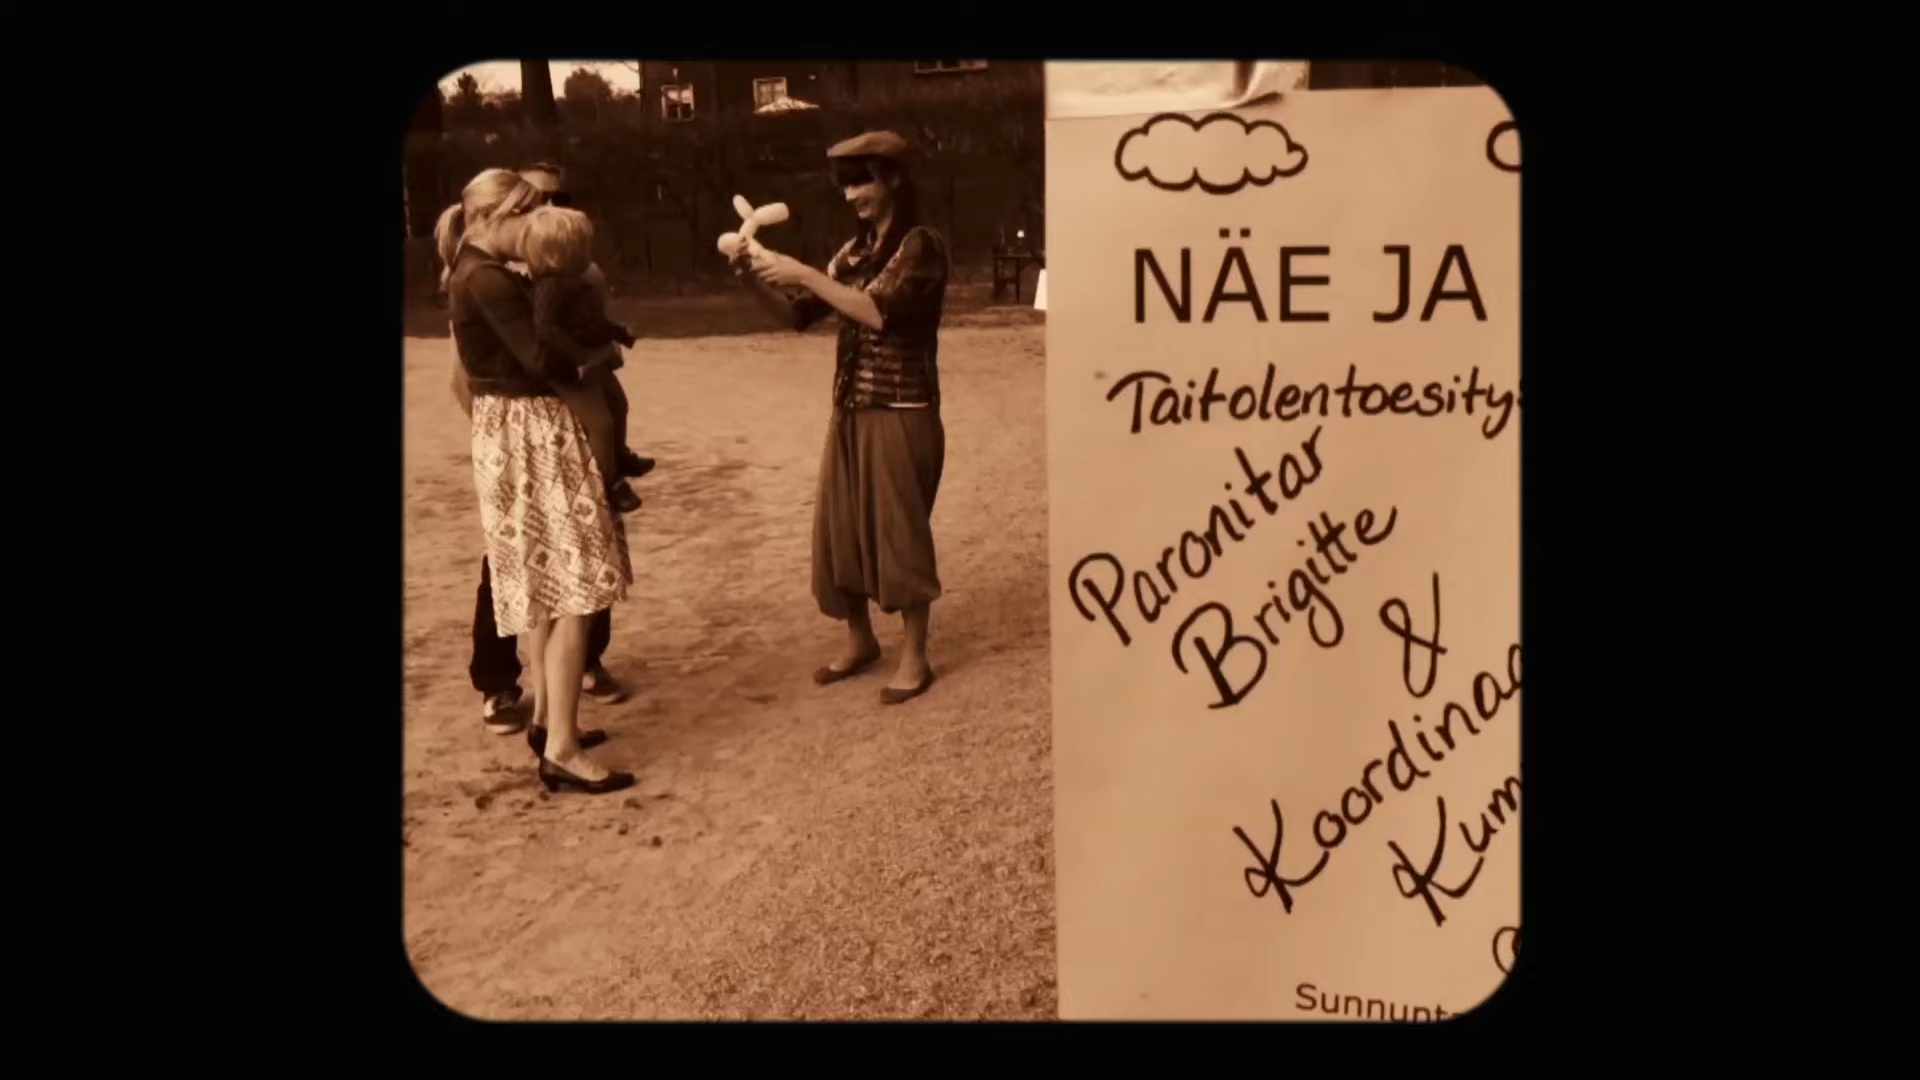 NÄE JA
Taitolentoesity
Paronitar
Brigitte
&
Koordinaa
Kum
Sunnunt